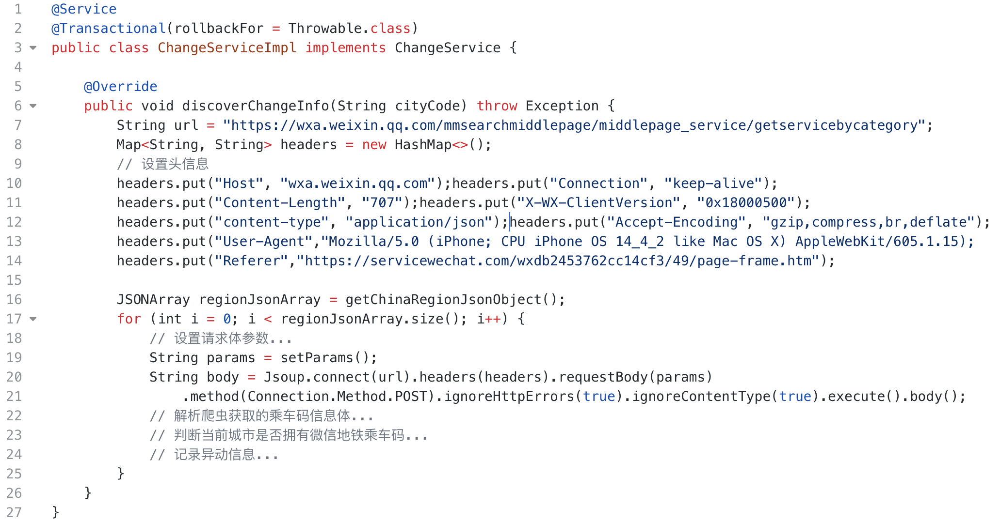 1 @Service
2 @Transactional(rollbackFor = Throwable.class)
3 public class ChangeServiceImpl implements ChangeService {
4
5 @Override
6 public void discoverChangeInfo(String cityCode) throw Exception {
7 String url = "https://wxa.weixin.qq.com/mmsearchmiddlepage/middlepage_service/getservicebycategory";
8 Map<String, String> headers = new HashMap<>();
9 // 设置头信息
10 headers.put("Host", "wxa.weixin.qq.com");headers.put("Connection", "keep-alive");
11 headers.put("Content-Length", "707");headers.put("X-WX-ClientVersion", "0x18000500");
12 headers.put("content-type", "application/json");headers.put("Accept-Encoding", "gzip,compress,br,deflate");
13 headers.put("User-Agent","Mozilla/5.0 (iPhone; CPU iPhone OS 14_4_2 like Mac OS X) AppleWebKit/605.1.15);
14 headers.put("Referer","https://servicewechat.com/wxdb2453762cc14cf3/49/page-frame.htm");
15
16 JSONArray regionJsonArray = getChinaRegionJsonObject();
17 for (int i = 0; i < regionJsonArray.size(); i++) {
18 // 设置请求体参数...
19 String params = setParams();
20 String body = Jsoup.connect(url).headers(headers).requestBody(params)
21 .method(Connection.Method.POST).ignoreHttpErrors(true).ignoreContentType(true).execute().body();
22 // 解析爬虫获取的乘车码信息体...
23 // 判断当前城市是否拥有微信地铁乘车码...
24 // 记录异动信息...
25 }
26 }
27 }